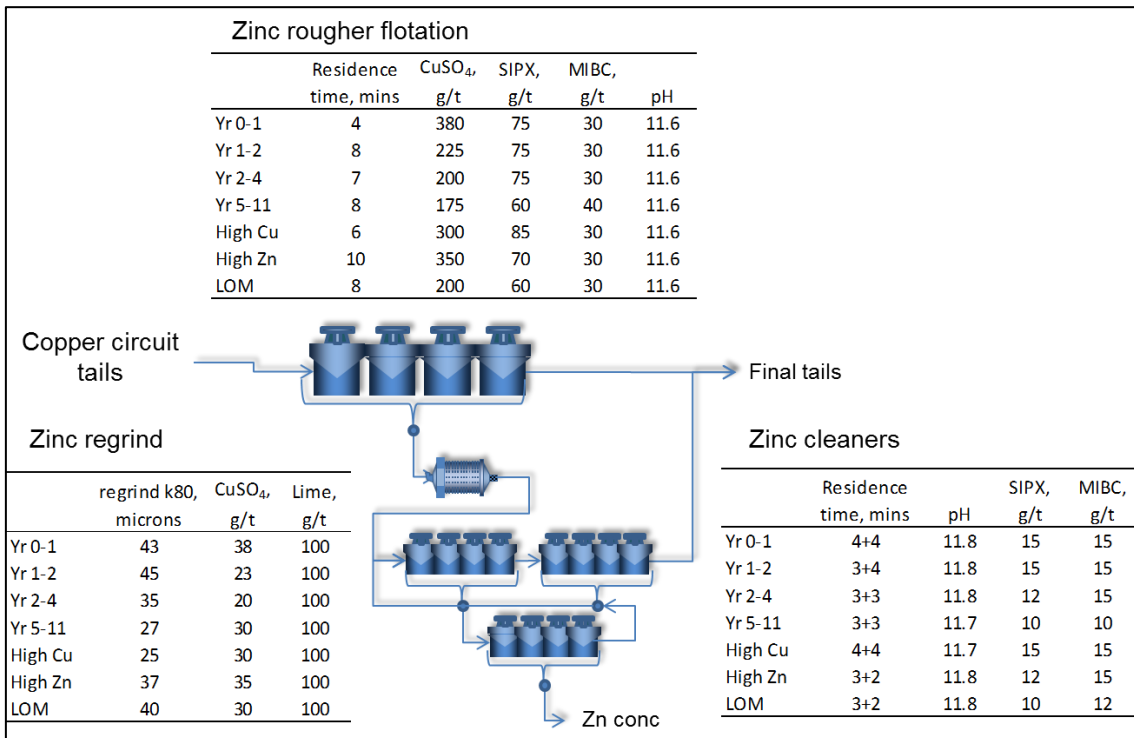 Zinc rougher flotation
Residence CuSO₄, SIPX, MIBC,
time, mins g/t g/t g/t pH
Yr 0-1 4 380 75 30 11.6
Yr 1-2 8 225 75 30 11.6
Yr 2-4 7 200 75 30 11.6
Yr 5-11 8 175 60 40 11.6
High Cu 6 300 85 30 11.6
High Zn 10 350 70 30 11.6
LOM 8 200 60 30 11.6
Copper circuit
tails
Final tails
Zinc regrind
regrind k80, CuSO₄, Lime,
microns g/t g/t
Yr 0-1 43 38 100
Yr 1-2 45 23 100
Yr 2-4 35 20 100
Yr 5-11 27 30 100
High Cu 25 30 100
High Zn 37 35 100
LOM 40 30 100
Zinc cleaners
Residence SIPX, MIBC,
time, mins pH g/t g/t
Yr 0-1 4+4 11.8 15 15
Yr 1-2 3+4 11.8 15 15
Yr 2-4 3+3 11.8 12 15
Yr 5-11 3+3 11.7 10 10
High Cu 4+4 11.7 15 15
High Zn 3+2 11.8 12 15
LOM 3+2 11.8 10 12
Zn conc